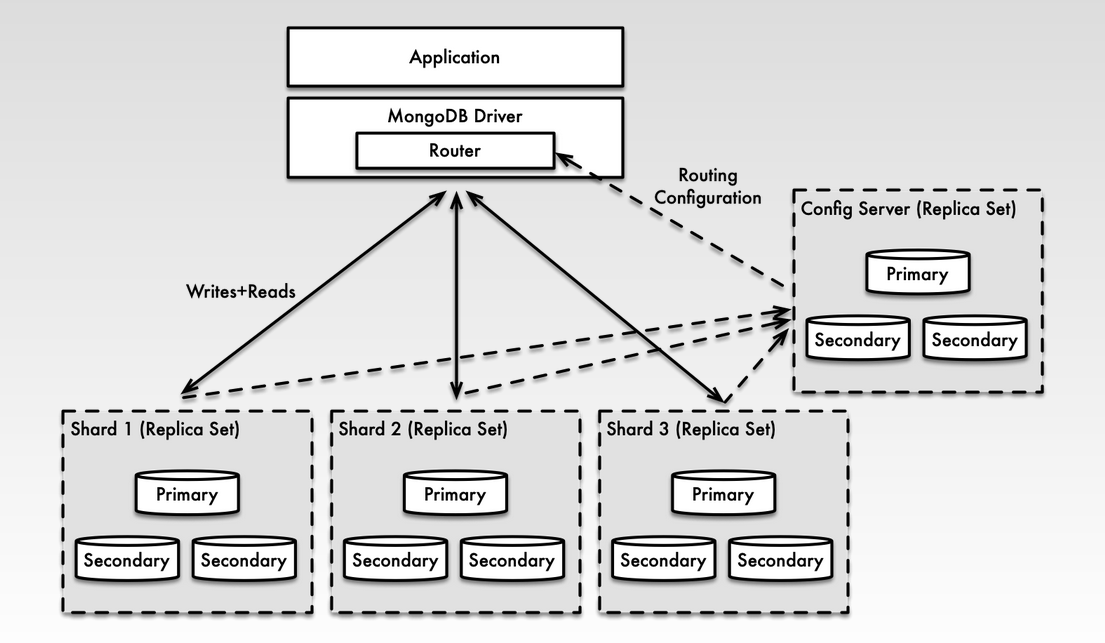 Application
MongoDB Driver
Router
Routing
Configuration
Config Server (Replica Set)
Primary
Secondary
Secondary
Writes+Reads
Shard 1 (Replica Set)
Primary
Secondary
Secondary
Shard 2 (Replica Set)
Primary
Secondary
Secondary
Shard 3 (Replica Set)
Primary
Secondary
Secondary